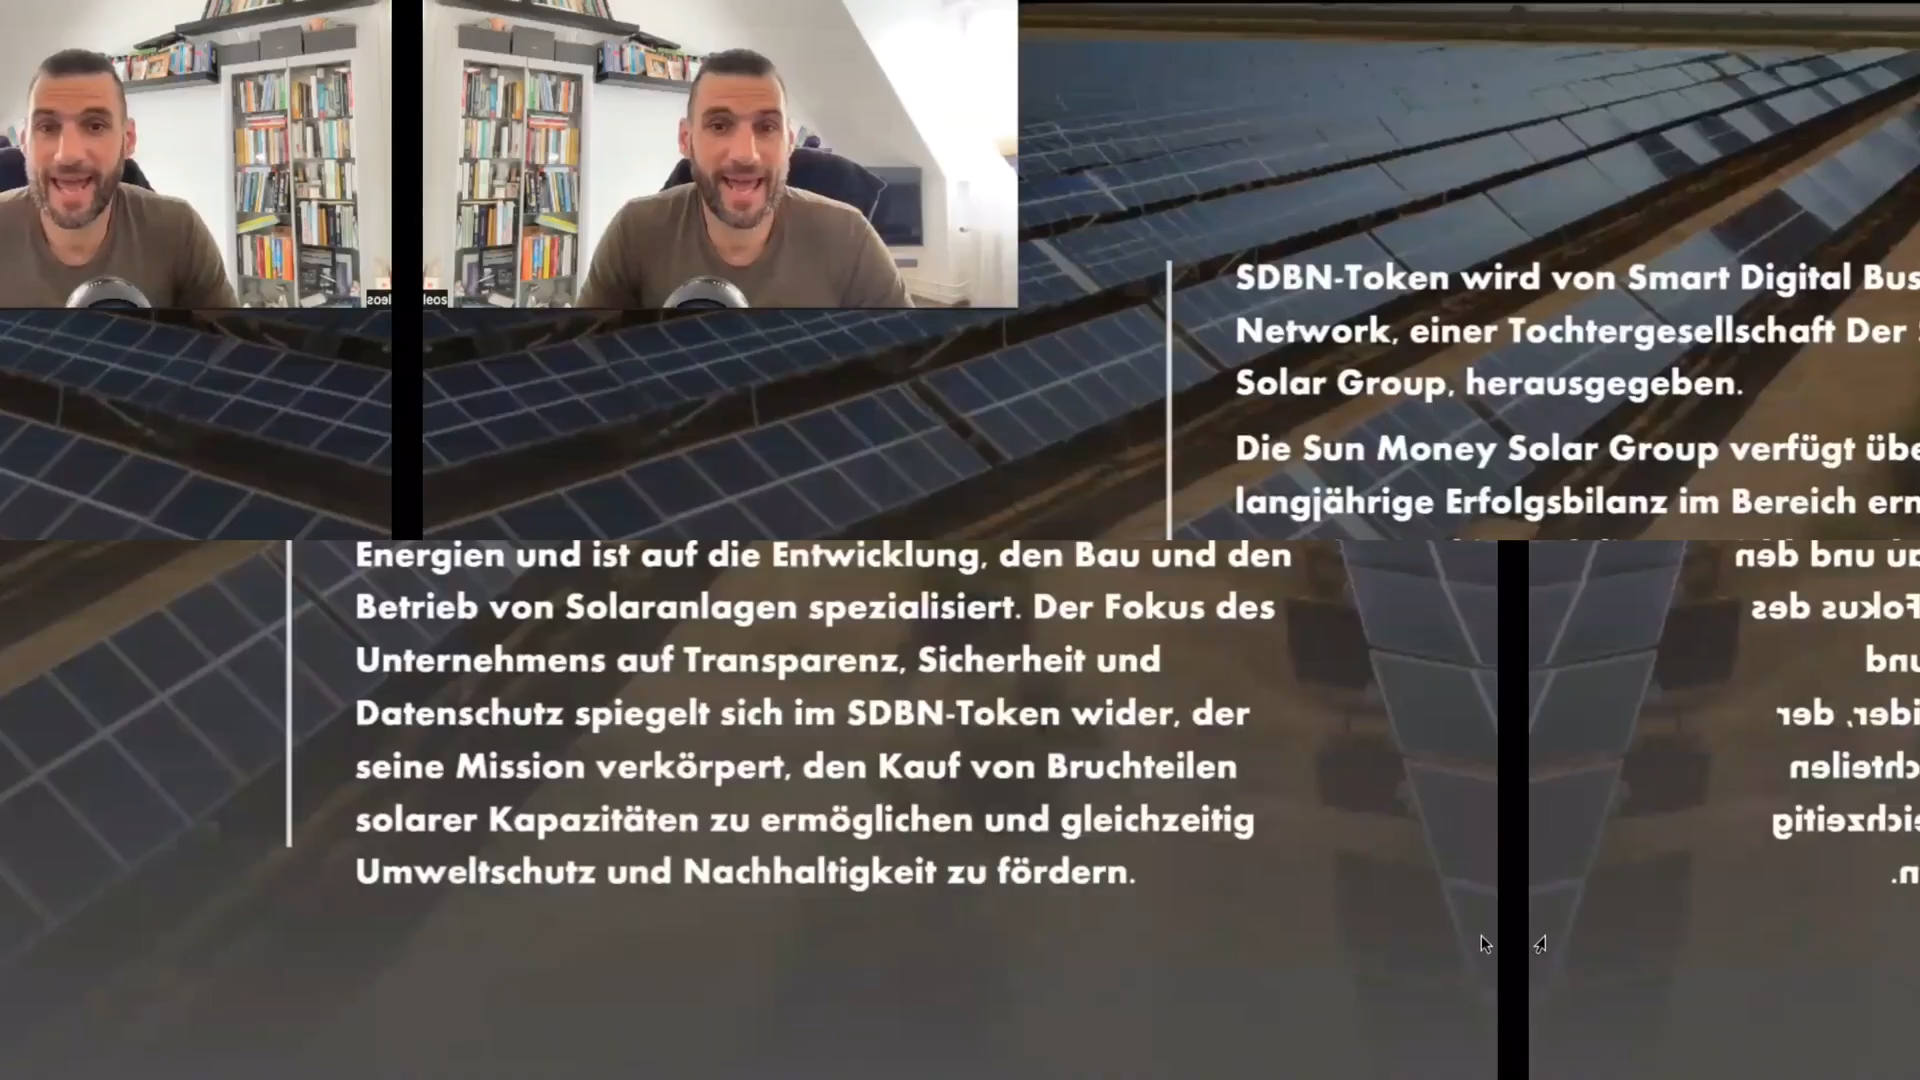 SDBN-Token wird von Smart Digital Bus
Network, einer Tochtergesellschaft Der
Solar Group, herausgegeben.
Die Sun Money Solar Group verfügt übe
langjährige Erfolgsbilanz im Bereich ern
Energien und ist auf die Entwicklung, den Bau und den
Betrieb von Solaranlagen spezialisiert. Der Fokus des
Unternehmens auf Transparenz, Sicherheit und
Datenschutz spiegelt sich im SDBN-Token wider, der
seine Mission verkörpert, den Kauf von Bruchteilen
solarer Kapazitäten zu ermöglichen und gleichzeitig
Umweltschutz und Nachhaltigkeit zu fördern.